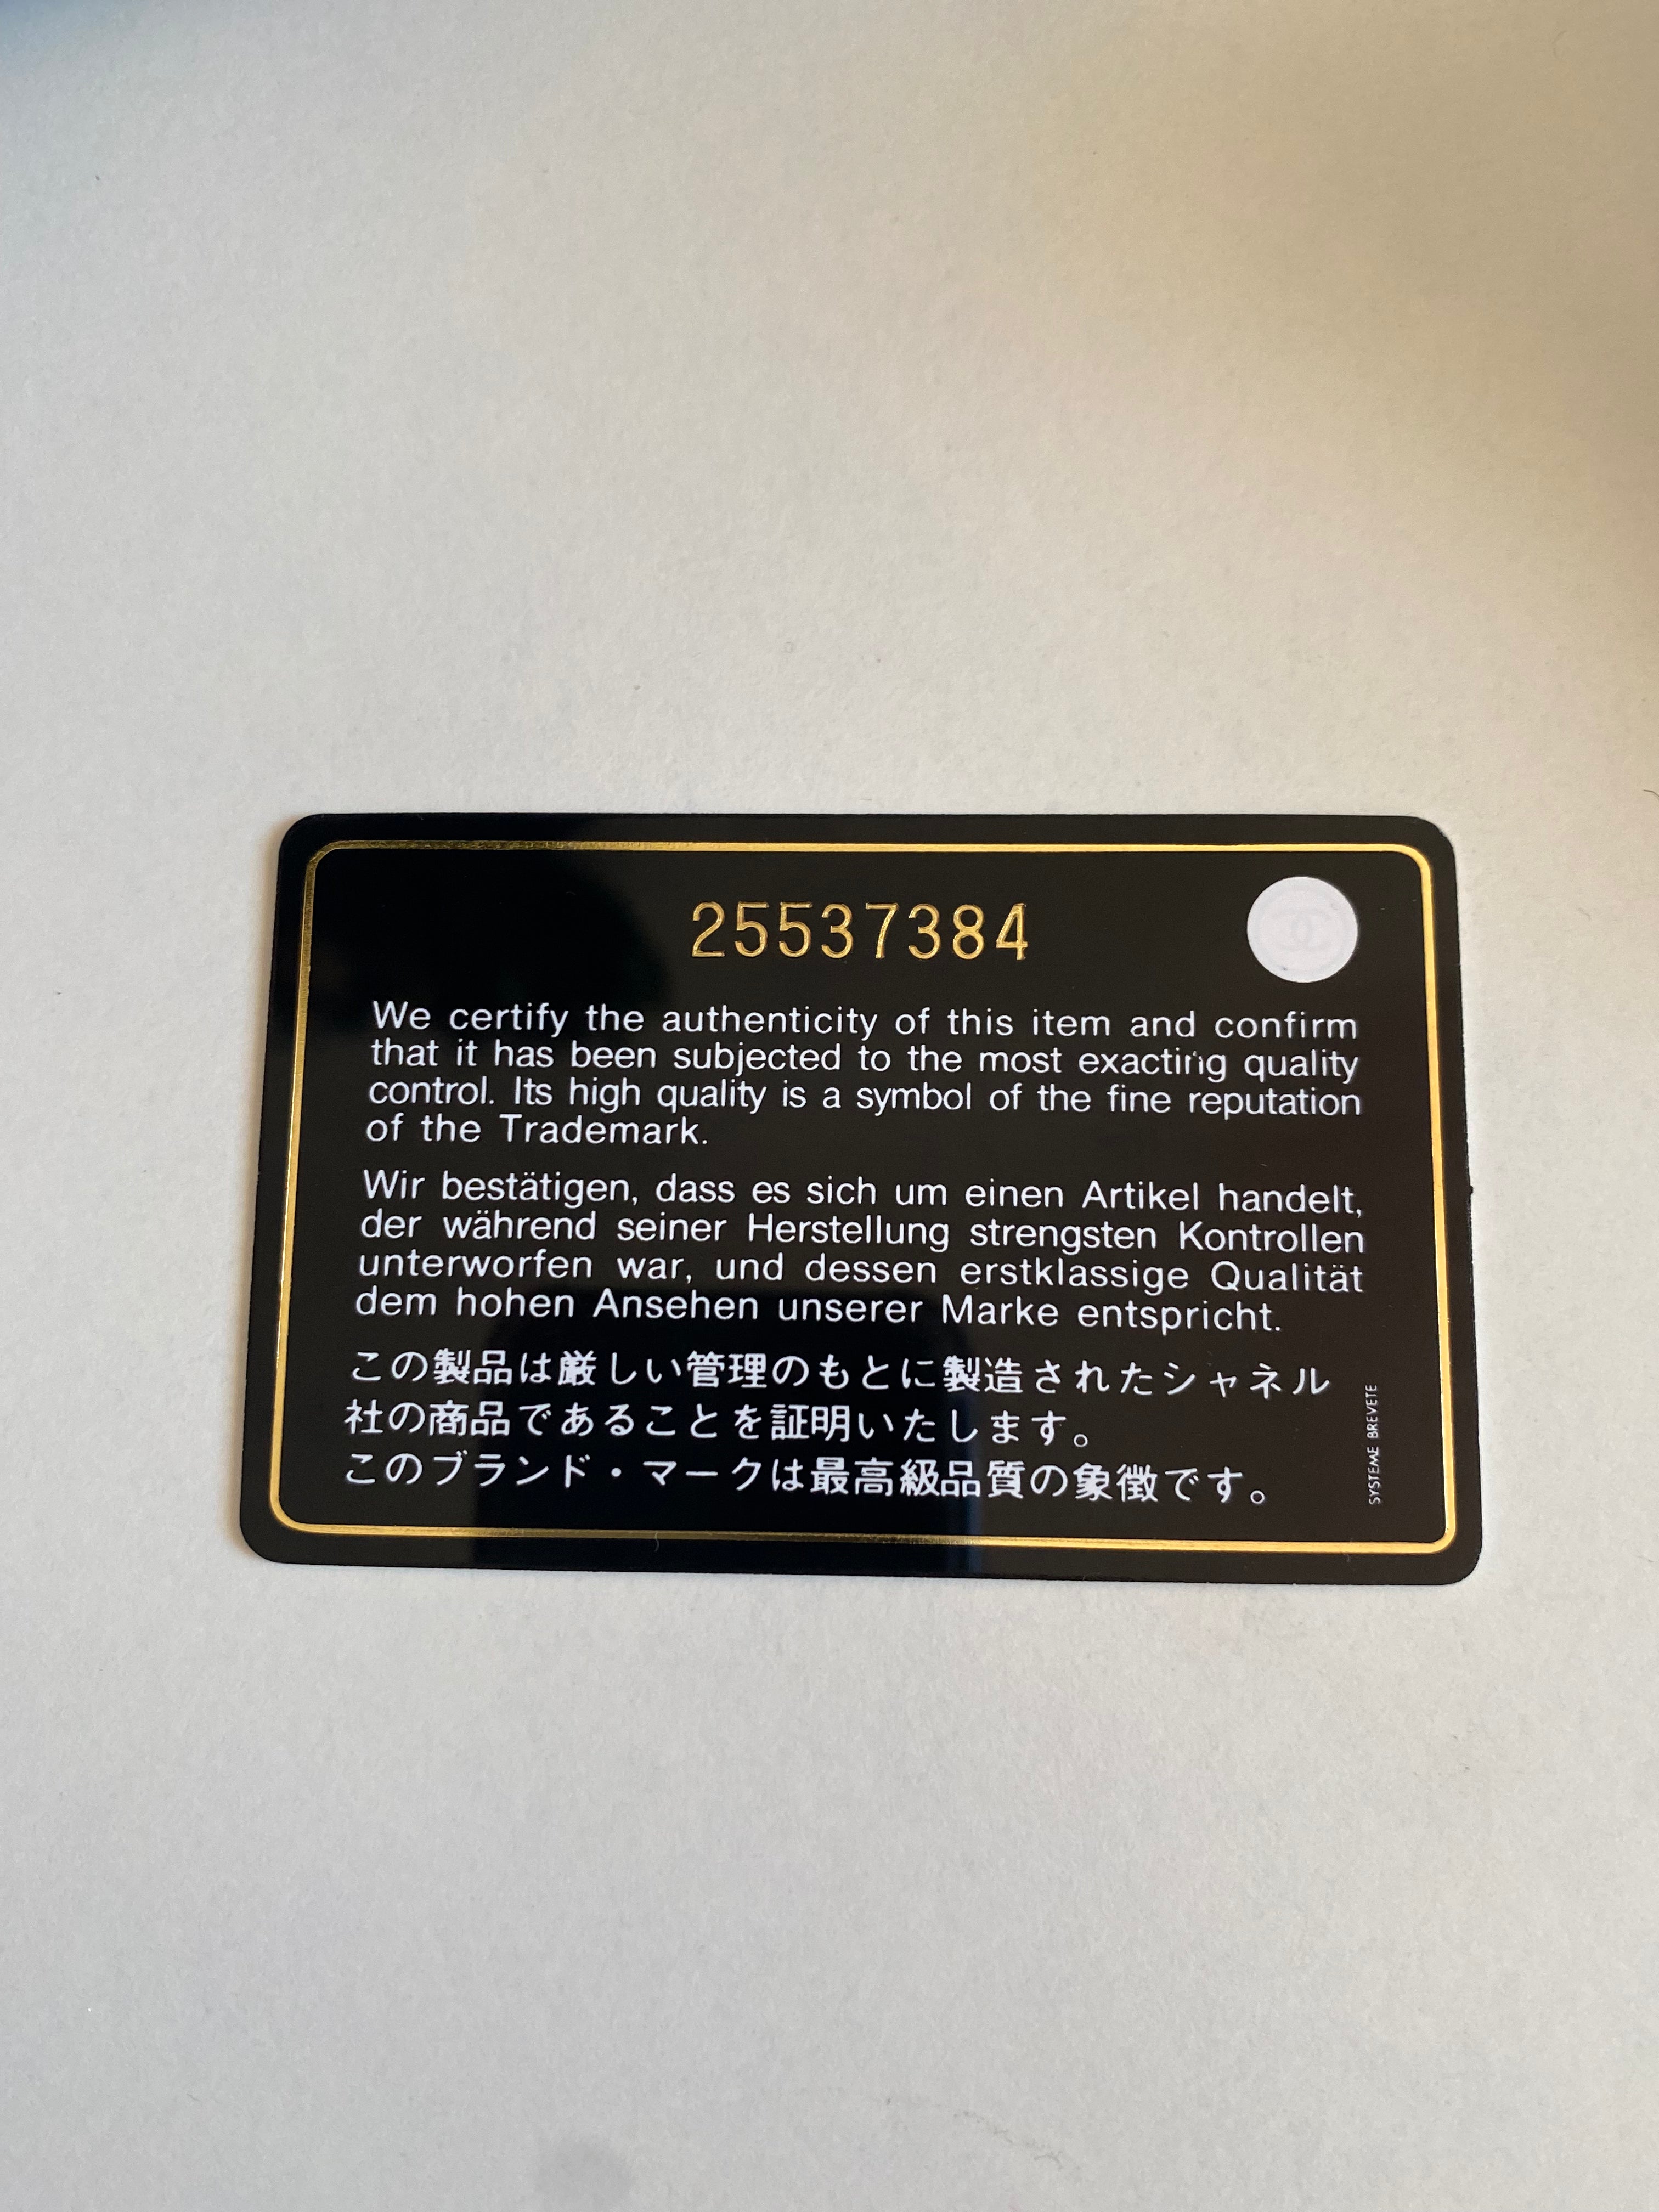 25537384
We certify the authenticity of this item and confirm
that it has been subjected to the most exacting quality
control. Its high quality is a symbol of the fine reputation
of the Trademark.
Wir bestätigen, dass es sich um einen Artikel handelt,
der während seiner Herstellung strengsten Kontrollen
unterworfen war, und dessen erstklassige Qualität
dem hohen Ansehen unserer Marke entspricht.
この製品は厳しい管理のもとに製造されたシャネル
社の商品であることを証明いたします。
このブランド・マークは最高級品質の象徴です。
SYSTEME BREVETE